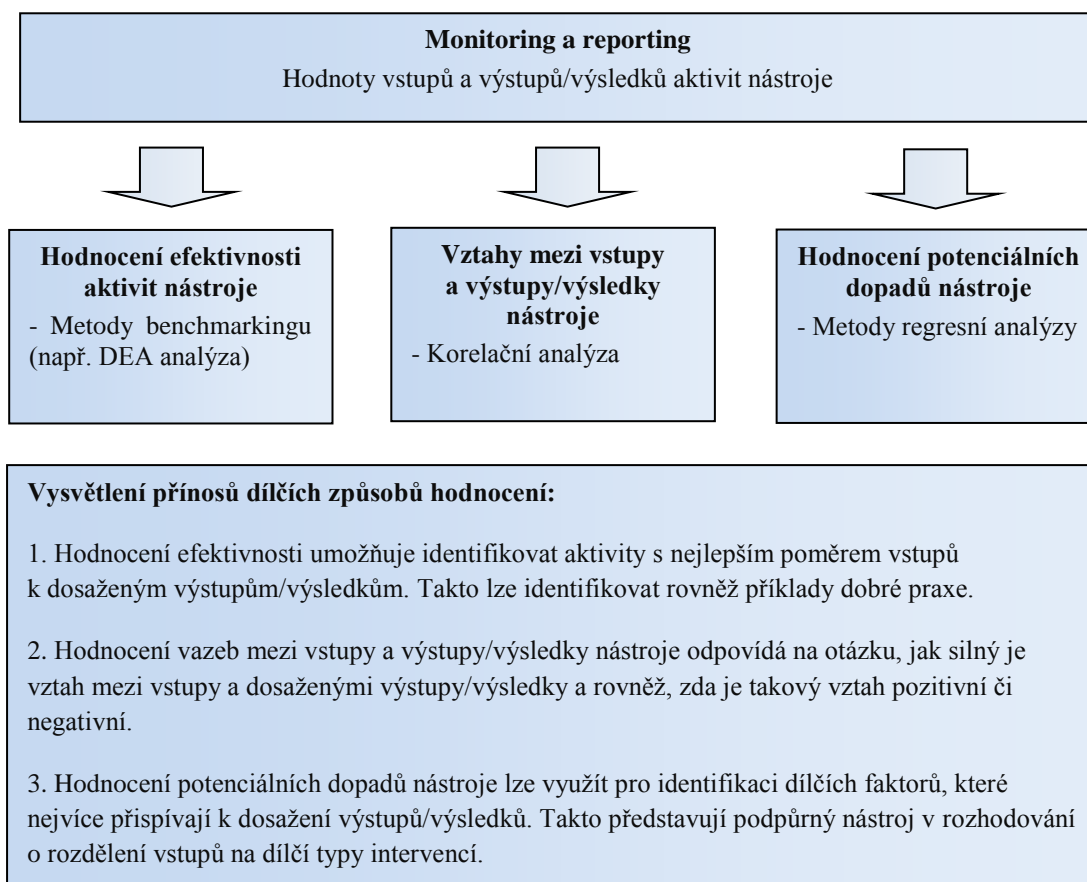 Monitoring a reporting
Hodnoty vstupů a výstupů/výsledků aktivit nástroje
Hodnocení efektivnosti
aktivit nástroje
- Metody benchmarkingu
(např. DEA analýza)
Vztahy mezi vstupy
a výstupy/výsledky
nástroje
- Korelační analýza
Hodnocení potenciálních
dopadů nástroje
- Metody regresní analýzy
Vysvětlení přínosů dílčích způsobů hodnocení:
1. Hodnocení efektivnosti umožňuje identifikovat aktivity s nejlepším poměrem vstupů
k dosaženým výstupům/výsledkům. Takto lze identifikovat rovněž příklady dobré praxe.
2. Hodnocení vazeb mezi vstupy a výstupy/výsledky nástroje odpovídá na otázku, jak silný je
vztah mezi vstupy a dosaženými výstupy/výsledky a rovněž, zda je takový vztah pozitivní či
negativní.
3. Hodnocení potenciálních dopadů nástroje lze využít pro identifikaci dílčích faktorů, které
nejvíce přispívají k dosažení výstupů/výsledků. Takto představují podpůrný nástroj v rozhodování
o rozdělení vstupů na dílčí typy intervencí.